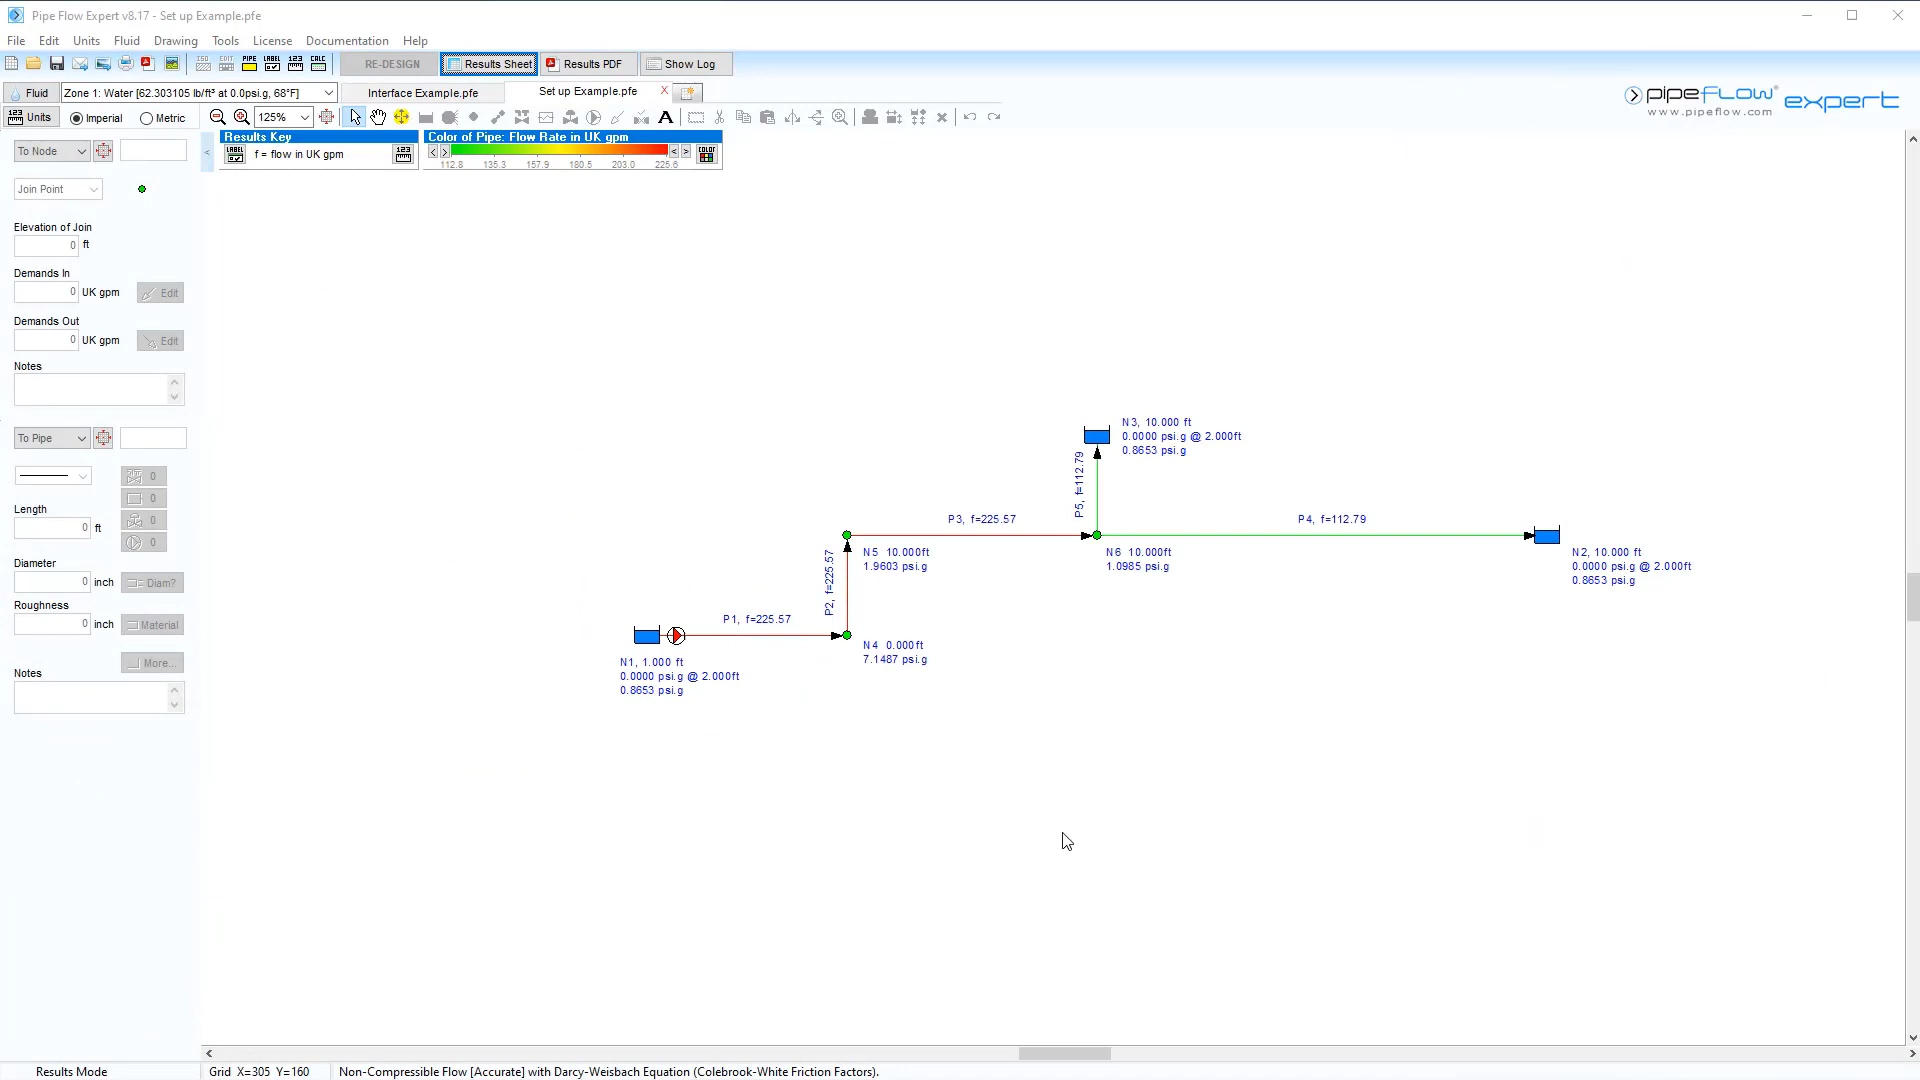 Pipe Flow Expert v8.17 - Set up Example.pfe
File Edit Units Fluid Drawing Tools License Documentation Help
ISO EDIT PIPE LABEL 123 CALC
RE-DESIGN Results Sheet Results PDF Show Log
Fluid Zone 1: Water [62.303105 lb/ft³ at 0.0psi.g, 68°F] Interface Example.pfe Set up Example.pfe X
123 Units Imperial Metric 125% A
pipeflow expert
www.pipeflow.com
Results Key
LABEL f = flow in UK gpm 123
Color of Pipe: Flow Rate in UK gpm
< > < > COLOR
112.8 135.3 157.9 180.5 203.0 225.6
<
To Node
Join Point
Elevation of Join
0 ft
Demands In
0 UK gpm Edit
Demands Out
0 UK gpm Edit
Notes
To Pipe
0
0
Length
0 ft 0
0
Diameter
0 inch Diam?
Roughness
0 inch Material
More...
Notes
N3, 10.000 ft
0.0000 psi.g @ 2.000ft
0.8653 psi.g
P5, f=112.79
P3, f=225.57
P4, f=112.79
N5 10.000ft
1.9603 psi.g
N6 10.000ft
1.0985 psi.g
N2, 10.000 ft
0.0000 psi.g @ 2.000ft
0.8653 psi.g
P2, f=225.57
P1, f=225.57
N4 0.000ft
7.1487 psi.g
N1, 1.000 ft
0.0000 psi.g @ 2.000ft
0.8653 psi.g
Results Mode Grid X=305 Y=160 Non-Compressible Flow [Accurate] with Darcy-Weisbach Equation (Colebrook-White Friction Factors).